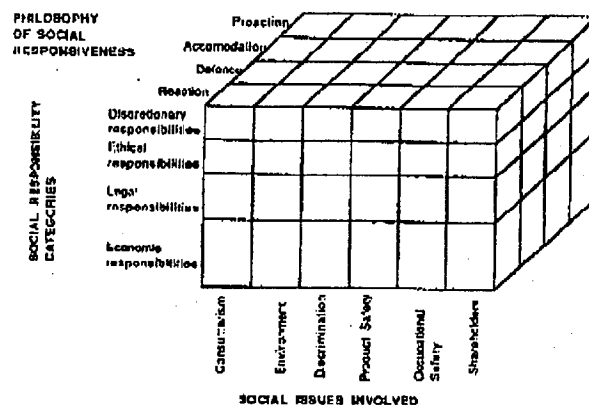 PHILOSOPHY
OF SOCIAL
RESPONSIVENESS
Proaction
Accomodation
Defence
Reaction
SOCIAL RESPONSIBILITY
CATEGORIES
Discretionary
responsibilities
Ethical
responsibilities
Legal
responsibilities
Economic
responsibilities
Consumerism
Environment
Discrimination
Product Safety
Occupational
Safety
Shareholders
SOCIAL ISSUES INVOLVED